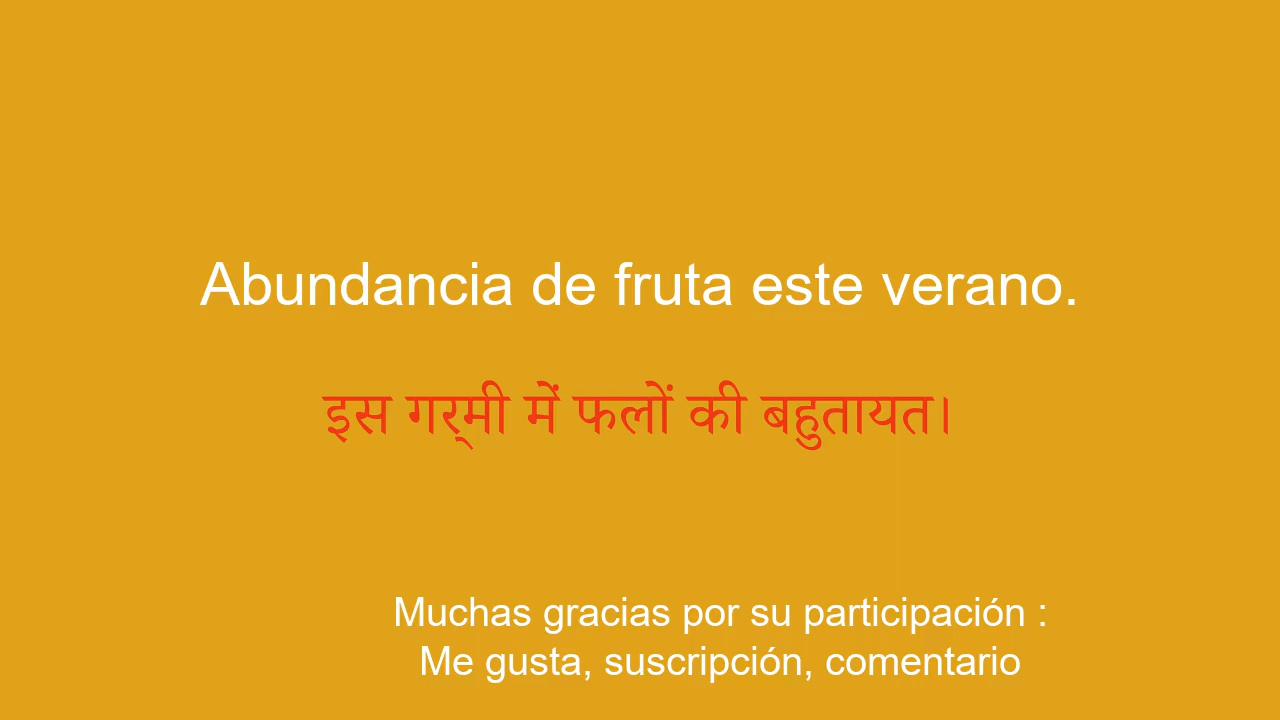 Abundancia de fruta este verano.
इस गर्मी में फलों की बहुतायत।
Muchas gracias por su participación :
Me gusta, suscripción, comentario